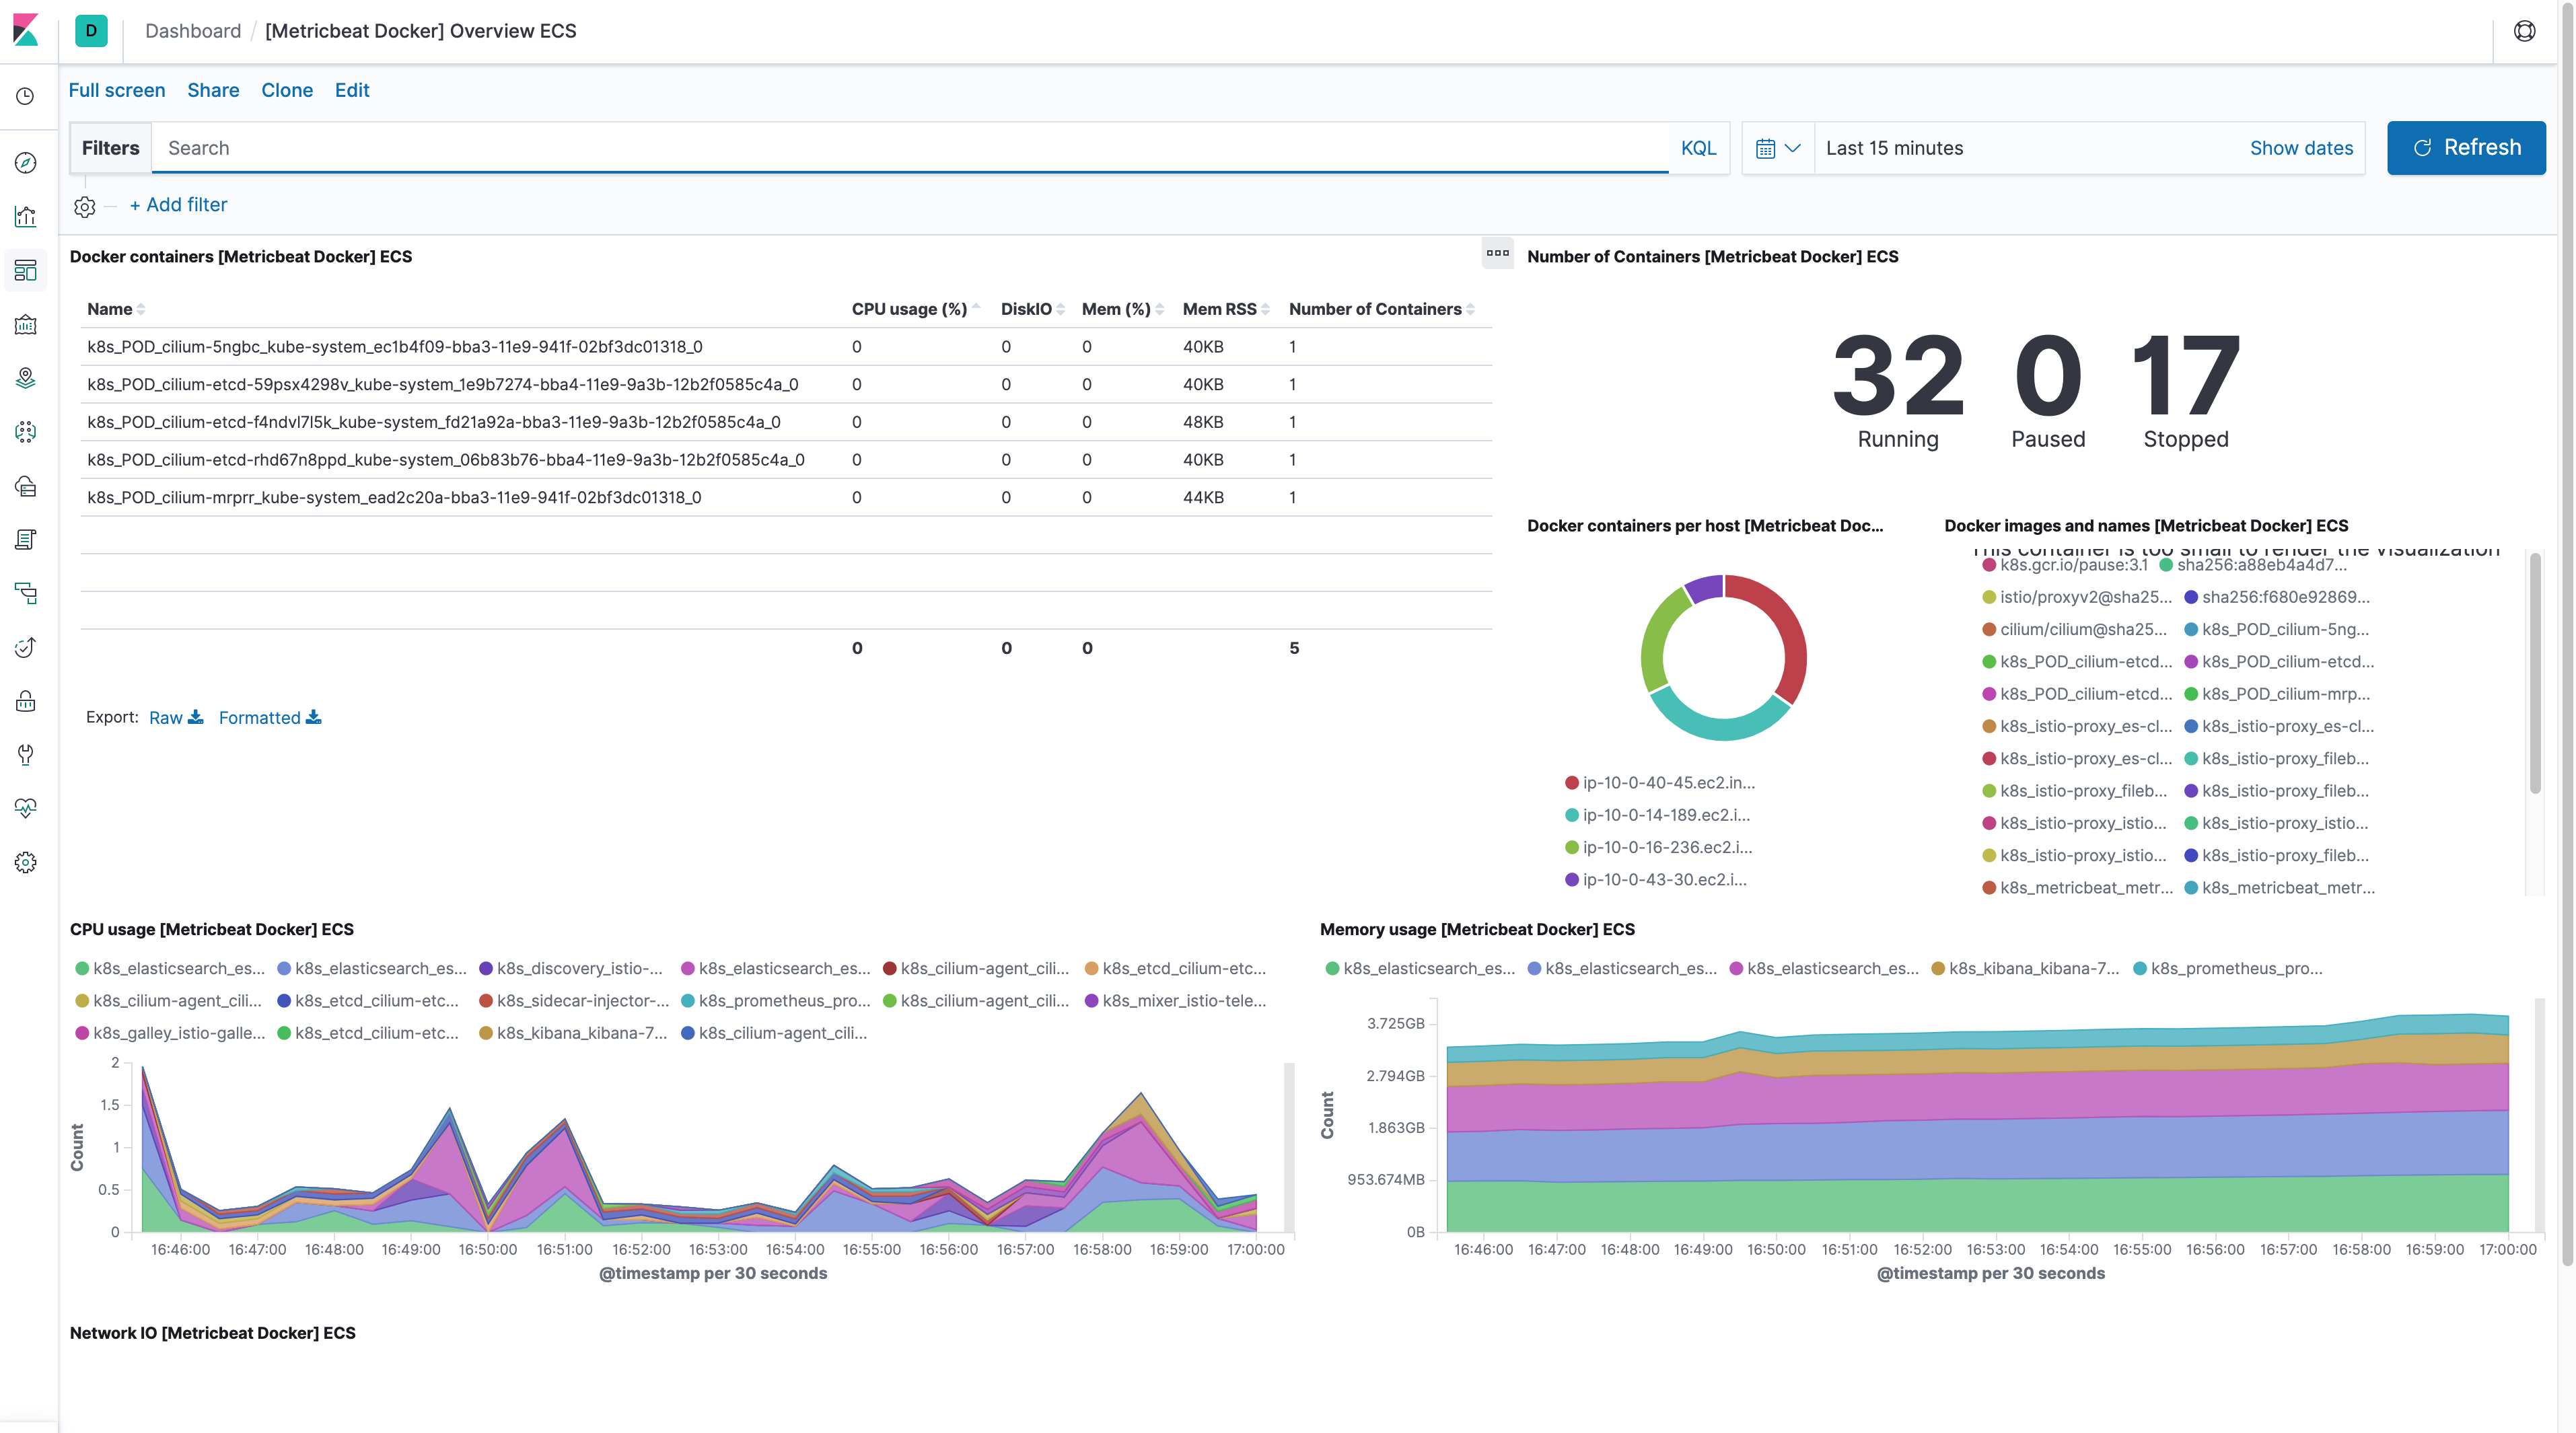 D Dashboard / [Metricbeat Docker] Overview ECS
Full screen Share Clone Edit
Filters Search KQL Last 15 minutes Show dates Refresh
+ Add filter
Docker containers [Metricbeat Docker] ECS
Name CPU usage (%) DiskIO Mem (%) Mem RSS Number of Containers
k8s_POD_cilium-5ngbc_kube-system_ec1b4f09-bba3-11e9-941f-02bf3dc01318_0 0 0 0 40KB 1
k8s_POD_cilium-etcd-59psx4298v_kube-system_1e9b7274-bba4-11e9-9a3b-12b2f0585c4a_0 0 0 0 40KB 1
k8s_POD_cilium-etcd-f4ndvl7l5k_kube-system_fd21a92a-bba3-11e9-9a3b-12b2f0585c4a_0 0 0 0 48KB 1
k8s_POD_cilium-etcd-rhd67n8ppd_kube-system_06b83b76-bba4-11e9-9a3b-12b2f0585c4a_0 0 0 0 40KB 1
k8s_POD_cilium-mrprr_kube-system_ead2c20a-bba3-11e9-941f-02bf3dc01318_0 0 0 0 44KB 1
0 0 0 5
Export: Raw Formatted
Number of Containers [Metricbeat Docker] ECS
32 0 17
Running Paused Stopped
Docker containers per host [Metricbeat Doc...
ip-10-0-40-45.ec2.in...
ip-10-0-14-189.ec2.i...
ip-10-0-16-236.ec2.i...
ip-10-0-43-30.ec2.i...
Docker images and names [Metricbeat Docker] ECS
This container is too small to render the visualization
k8s.gcr.io/pause:3.1 sha256:a88eb4a4d7...
istio/proxyv2@sha25... sha256:f680e92869...
cilium/cilium@sha25... k8s_POD_cilium-5ng...
k8s_POD_cilium-etcd... k8s_POD_cilium-etcd...
k8s_POD_cilium-etcd... k8s_POD_cilium-mrp...
k8s_istio-proxy_es-cl... k8s_istio-proxy_es-cl...
k8s_istio-proxy_es-cl... k8s_istio-proxy_fileb...
k8s_istio-proxy_fileb... k8s_istio-proxy_fileb...
k8s_istio-proxy_istio... k8s_istio-proxy_istio...
k8s_istio-proxy_istio... k8s_istio-proxy_fileb...
k8s_metricbeat_metr... k8s_metricbeat_metr...
CPU usage [Metricbeat Docker] ECS
k8s_elasticsearch_es... k8s_elasticsearch_es... k8s_discovery_istio-... k8s_elasticsearch_es... k8s_cilium-agent_cili... k8s_etcd_cilium-etc...
k8s_cilium-agent_cili... k8s_etcd_cilium-etc... k8s_sidecar-injector-... k8s_prometheus_pro... k8s_cilium-agent_cili... k8s_mixer_istio-tele...
k8s_galley_istio-galle... k8s_etcd_cilium-etc... k8s_kibana_kibana-7... k8s_cilium-agent_cili...
2
1.5
1
0.5
0
Count
16:46:00 16:47:00 16:48:00 16:49:00 16:50:00 16:51:00 16:52:00 16:53:00 16:54:00 16:55:00 16:56:00 16:57:00 16:58:00 16:59:00 17:00:00
@timestamp per 30 seconds
Memory usage [Metricbeat Docker] ECS
k8s_elasticsearch_es... k8s_elasticsearch_es... k8s_elasticsearch_es... k8s_kibana_kibana-7... k8s_prometheus_pro...
3.725GB
2.794GB
1.863GB
953.674MB
0B
Count
16:46:00 16:47:00 16:48:00 16:49:00 16:50:00 16:51:00 16:52:00 16:53:00 16:54:00 16:55:00 16:56:00 16:57:00 16:58:00 16:59:00 17:00:00
@timestamp per 30 seconds
Network IO [Metricbeat Docker] ECS